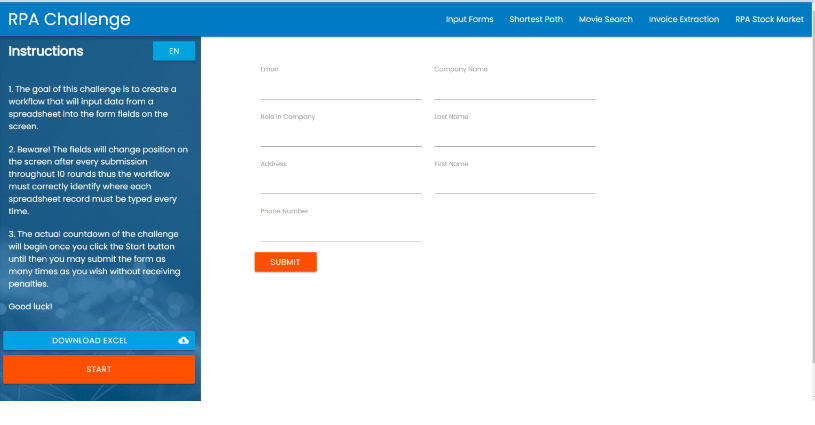 RPA Challenge
Input Forms Shortest Path Movie Search Invoice Extraction RPA Stock Market
Instructions
EN
1. The goal of this challenge is to create a
workflow that will input data from a
spreadsheet into the form fields on the
screen.
2. Beware! The fields will change position on
the screen after every submission
throughout 10 rounds thus the workflow
must correctly identify where each
spreadsheet record must be typed every
time.
3. The actual countdown of the challenge
will begin once you click the Start button
until then you may submit the form as
many times as you wish without receiving
penalties.
Good luck!
DOWNLOAD EXCEL
START
Email Company Name
Role in Company Last Name
Address First Name
Phone Number
SUBMIT